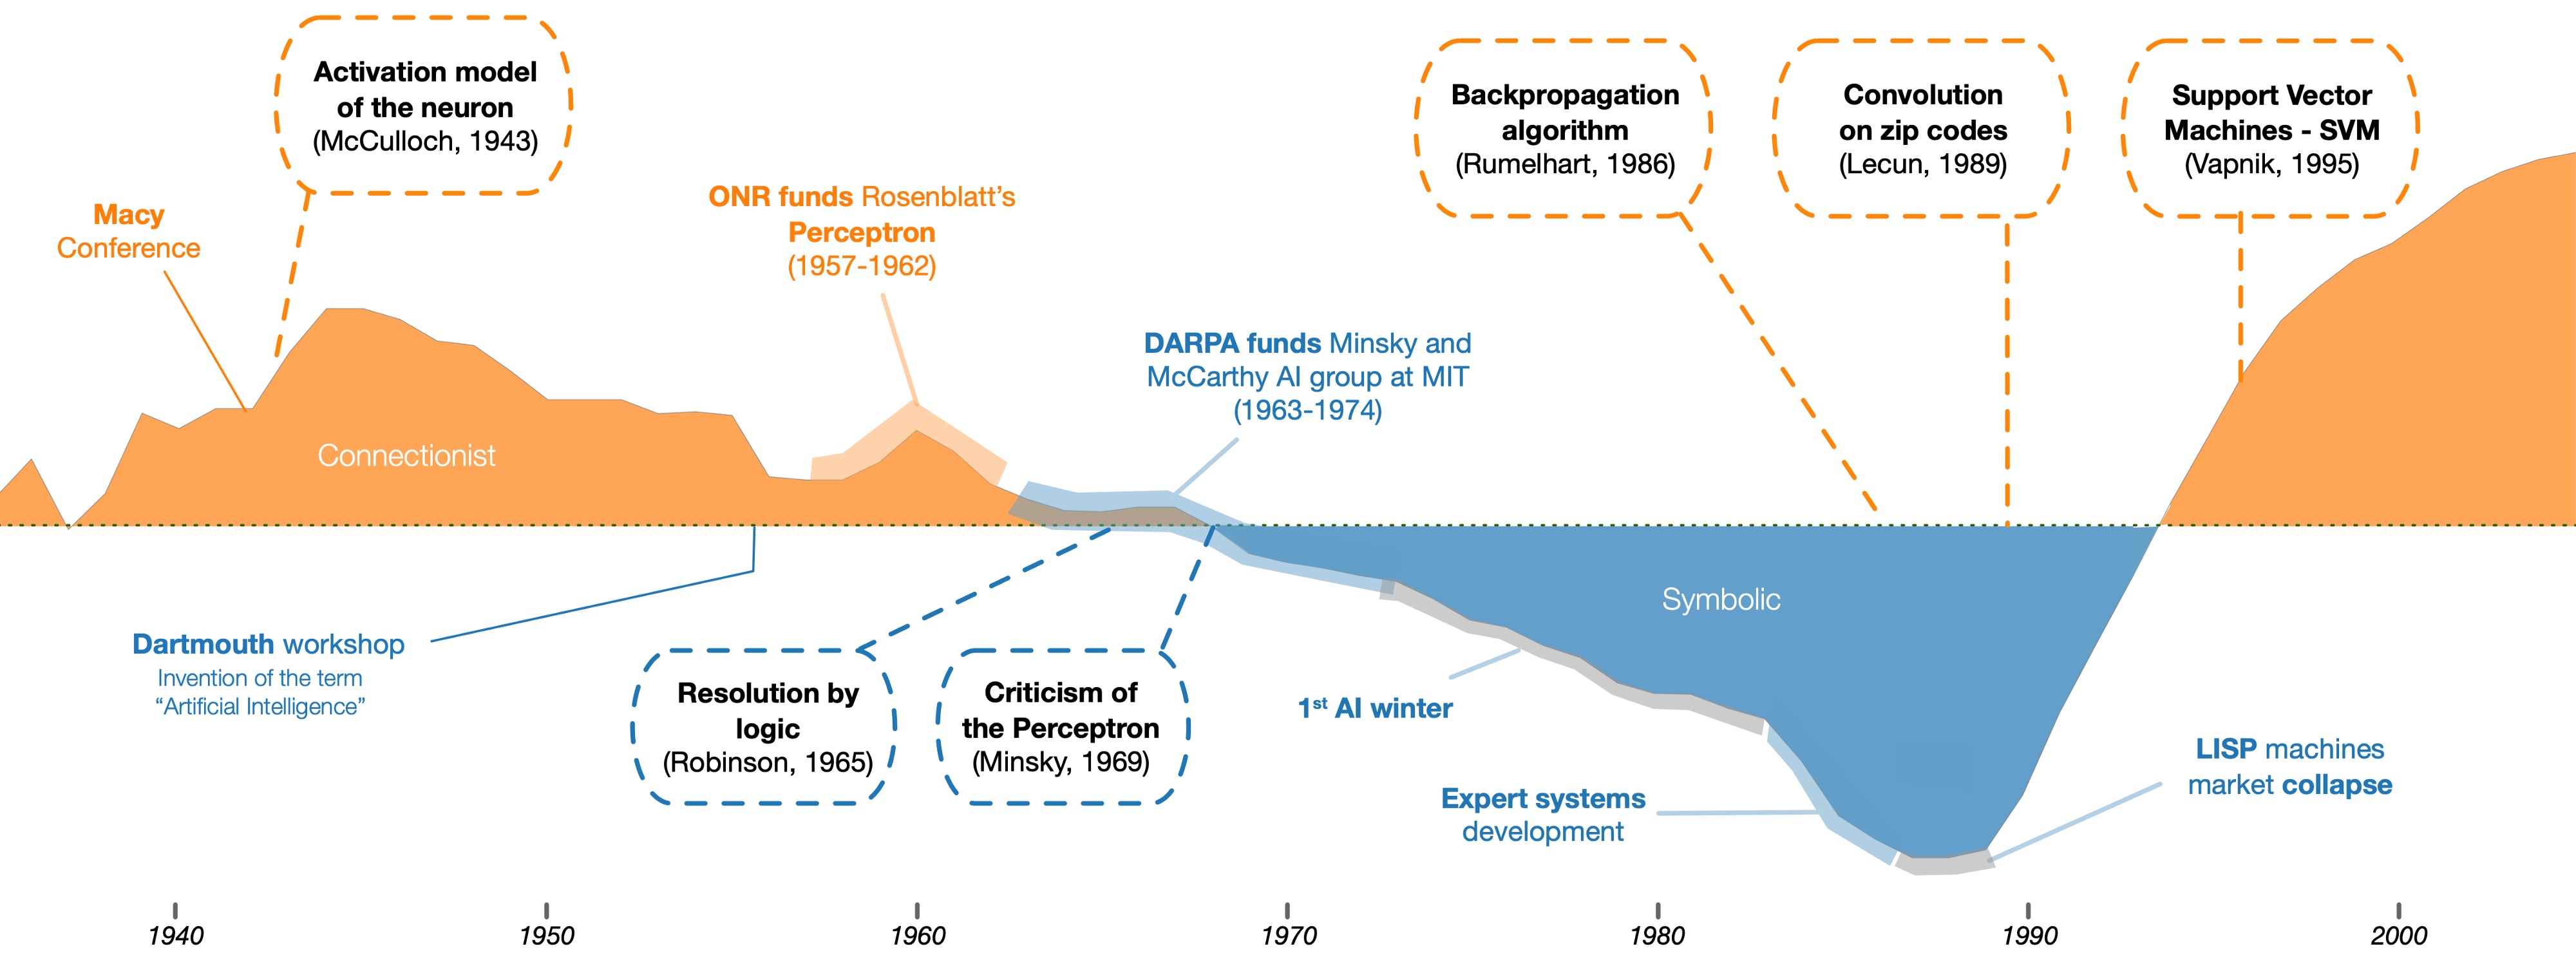 Activation model
of the neuron
(McCulloch, 1943)
Macy
Conference
ONR funds Rosenblatt's
Perceptron
(1957-1962)
DARPA funds Minsky and
McCarthy AI group at MIT
(1963-1974)
Backpropagation
algorithm
(Rumelhart, 1986)
Convolution
on zip codes
(Lecun, 1989)
Support Vector
Machines - SVM
(Vapnik, 1995)
Connectionist
Symbolic
Dartmouth workshop
Invention of the term
“Artificial Intelligence”
Resolution by
logic
(Robinson, 1965)
Criticism of
the Perceptron
(Minsky, 1969)
1st AI winter
Expert systems
development
LISP machines
market collapse
1940 1950 1960 1970 1980 1990 2000